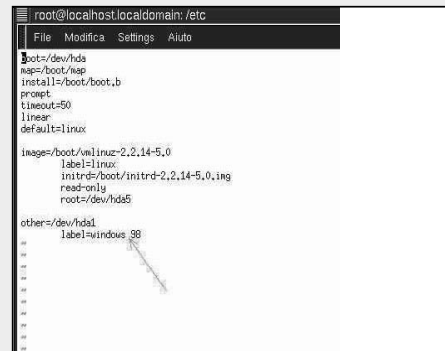 root@localhost.localdomain: /etc
File Modifica Settings Aiuto
boot=/dev/hda
map=/boot/map
install=/boot/boot.b
prompt
timeout=50
linear
default=linux
image=/boot/vmlinuz-2.2.14-5.0
label=linux
initrd=/boot/initrd-2.2.14-5.0.img
read-only
root=/dev/hda5
other=/dev/hda1
label=windows 98
~
~
~
~
~
~
~
~
~